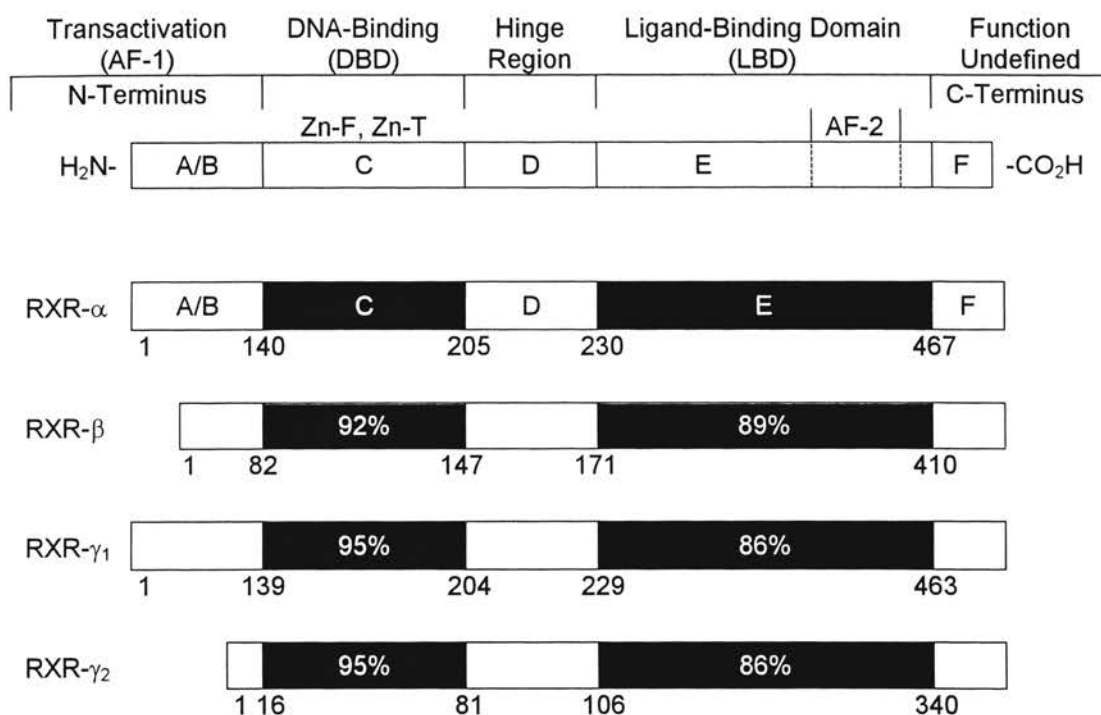 Transactivation DNA-Binding Hinge Ligand-Binding Domain Function
(AF-1) (DBD) Region (LBD) Undefined
N-Terminus C-Terminus
Zn-F, Zn-T AF-2
H₂N- A/B C D E F -CO₂H
RXR-α A/B C D E F
1 140 205 230 467
RXR-β 92% 89%
1 82 147 171 410
RXR-γ₁ 95% 86%
1 139 204 229 463
RXR-γ₂ 95% 86%
1 16 81 106 340